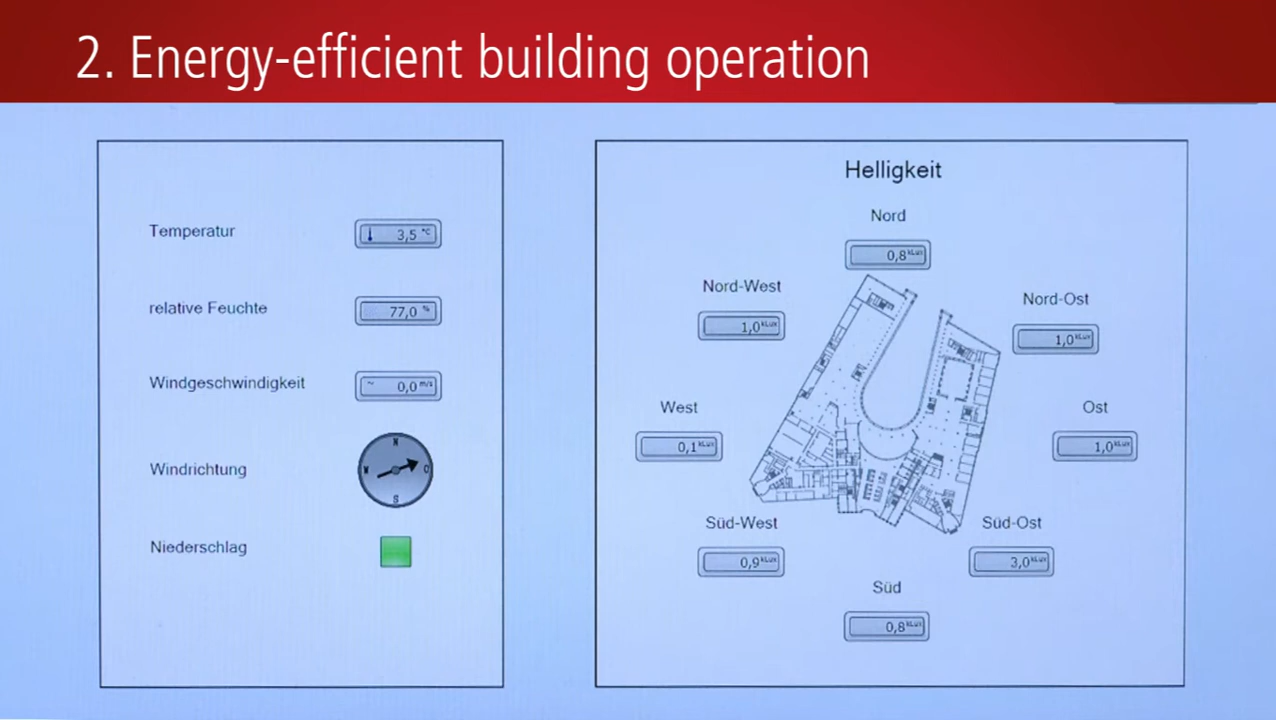 2. Energy-efficient building operation
Temperatur
3,5 °C
relative Feuchte
77,0 %
Windgeschwindigkeit
~ 0,0 m/s
Windrichtung
N
W
O
S
Niederschlag
Helligkeit
Nord
0,8 kLux
Nord-West
1,0 kLux
Nord-Ost
1,0 kLux
West
0,1 kLux
Ost
1,0 kLux
Süd-West
0,9 kLux
Süd-Ost
3,0 kLux
Süd
0,8 kLux